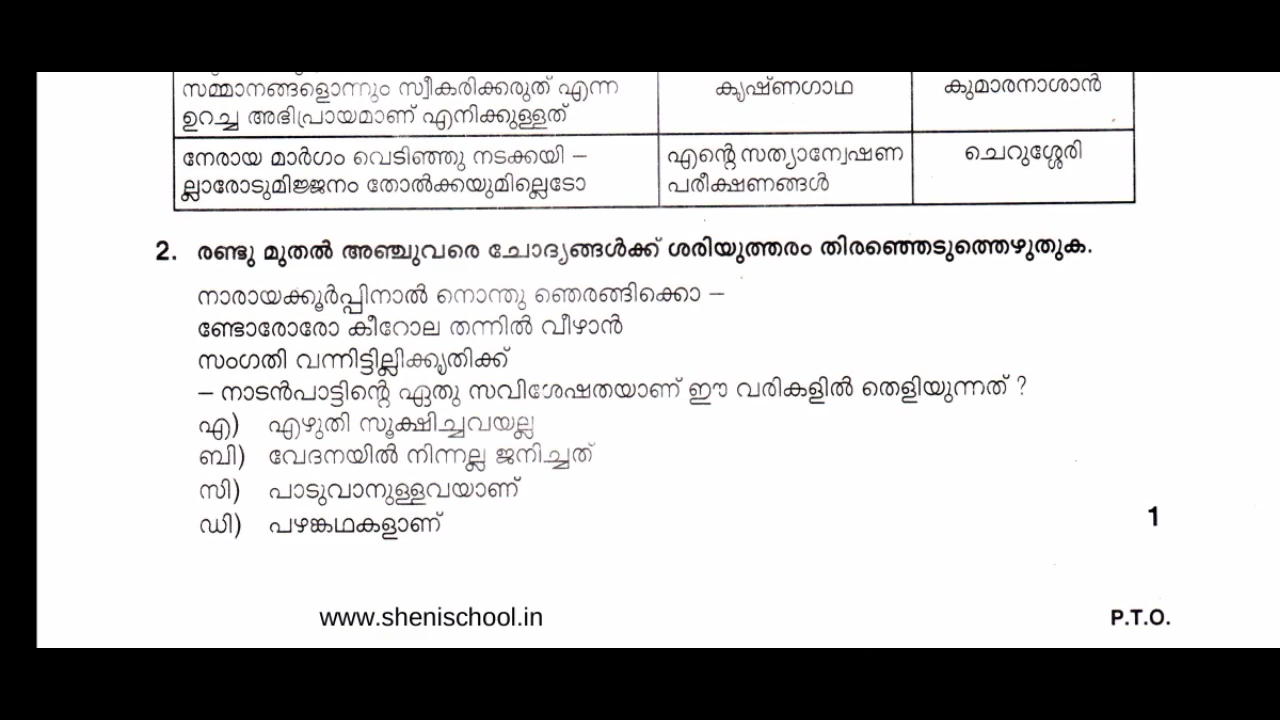 സമ്മാനങ്ങളൊന്നും സ്വീകരിക്കരുത് എന്ന
ഉറച്ച അഭിപ്രായമാണ് എനിക്കുള്ളത്
കൃഷ്ണഗാഥ
കുമാരനാശാൻ
നേരായ മാർഗം വെടിഞ്ഞു നടക്കയി –
ല്ലാരോടുമിജ്ജനം തോൽക്കയുമില്ലെടോ
എന്റെ സത്യാന്വേഷണ
പരീക്ഷണങ്ങൾ
ചെറുശ്ശേരി
2. രണ്ടു മുതൽ അഞ്ചുവരെ ചോദ്യങ്ങൾക്ക് ശരിയുത്തരം തിരഞ്ഞെടുത്തെഴുതുക.
നാരായക്കൂർപ്പിനാൽ നൊന്തു ഞെരങ്ങിക്കൊ –
ണ്ടോരോരോ കീറോല തന്നിൽ വീഴാൻ
സംഗതി വന്നിട്ടില്ലിക്കൃതിക്ക്
– നാടൻപാട്ടിന്റെ ഏതു സവിശേഷതയാണ് ഈ വരികളിൽ തെളിയുന്നത് ?
എ) എഴുതി സൂക്ഷിച്ചവയല്ല
ബി) വേദനയിൽ നിന്നല്ല ജനിച്ചത്
സി) പാടുവാനുള്ളവയാണ്
ഡി) പഴങ്കഥകളാണ്
1
www.shenischool.in
P.T.O.